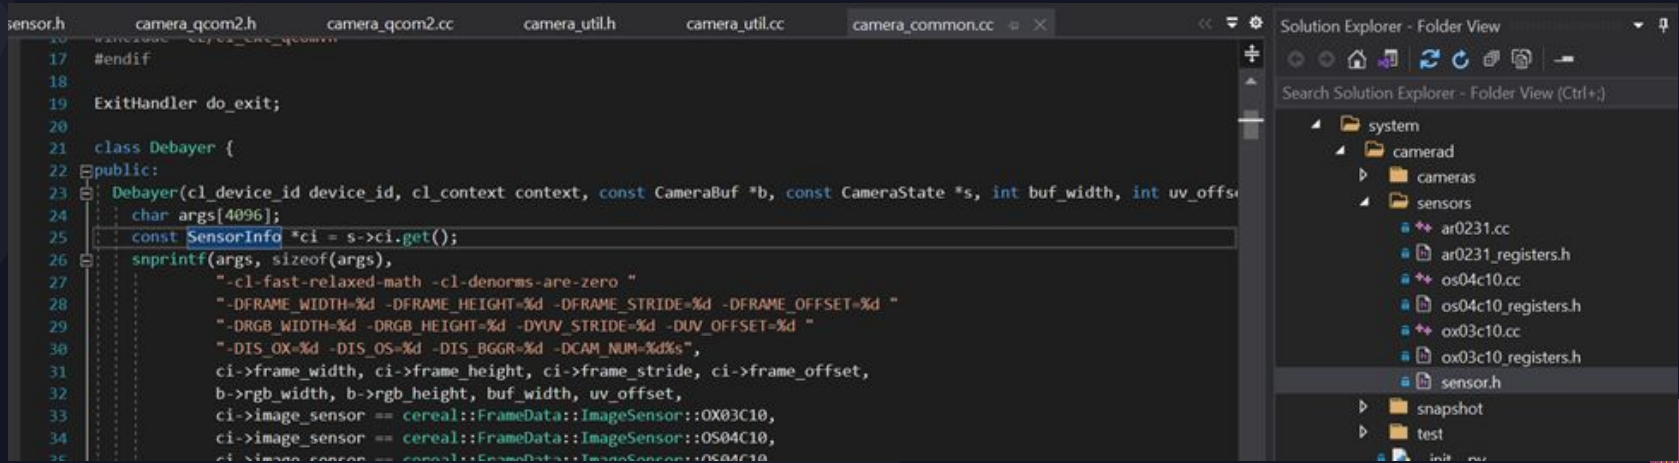 sensor.h camera_qcom2.h camera_qcom2.cc camera_util.h camera_util.cc camera_common.cc
17 #endif
18
19 ExitHandler do_exit;
20
21 class Debayer {
22 public:
23 Debayer(cl_device_id device_id, cl_context context, const CameraBuf *b, const CameraState *s, int buf_width, int uv_offse
24 char args[4096];
25 const SensorInfo *ci = s->ci.get();
26 snprintf(args, sizeof(args),
27 "-cl-fast-relaxed-math -cl-denorms-are-zero "
28 "-DFRAME_WIDTH=%d -DFRAME_HEIGHT=%d -DFRAME_STRIDE=%d -DFRAME_OFFSET=%d "
29 "-DRGB_WIDTH=%d -DRGB_HEIGHT=%d -DYUV_STRIDE=%d -DUV_OFFSET=%d "
30 "-DIS_OX=%d -DIS_OS=%d -DIS_BGGR=%d -DCAM_NUM=%d%s",
31 ci->frame_width, ci->frame_height, ci->frame_stride, ci->frame_offset,
32 b->rgb_width, b->rgb_height, buf_width, uv_offset,
33 ci->image_sensor == cereal::FrameData::ImageSensor::OX03C10,
34 ci->image_sensor == cereal::FrameData::ImageSensor::OS04C10,
Solution Explorer - Folder View
Search Solution Explorer - Folder View (Ctrl+;)
system
camerad
cameras
sensors
ar0231.cc
ar0231_registers.h
os04c10.cc
os04c10_registers.h
ox03c10.cc
ox03c10_registers.h
sensor.h
snapshot
test